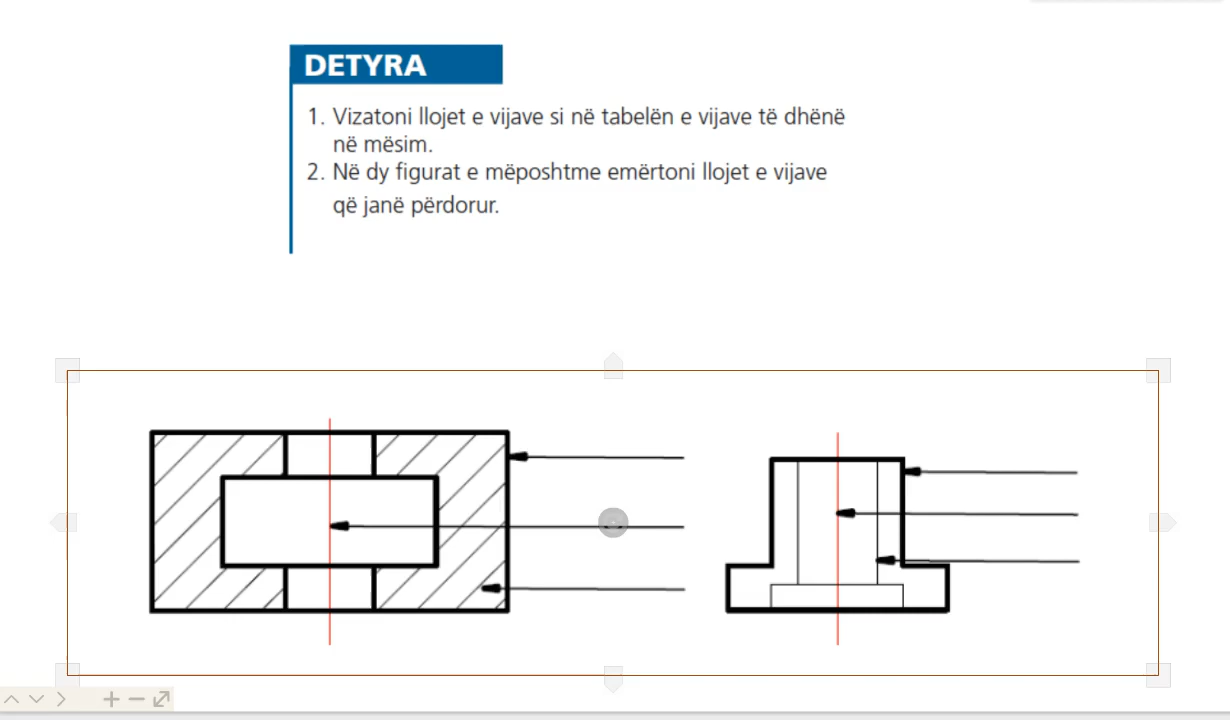 DETYRA
1. Vizatoni llojet e vijave si në tabelën e vijave të dhënë
në mësim.
2. Në dy figurat e mëposhtme emërtoni llojet e vijave
që janë përdorur.